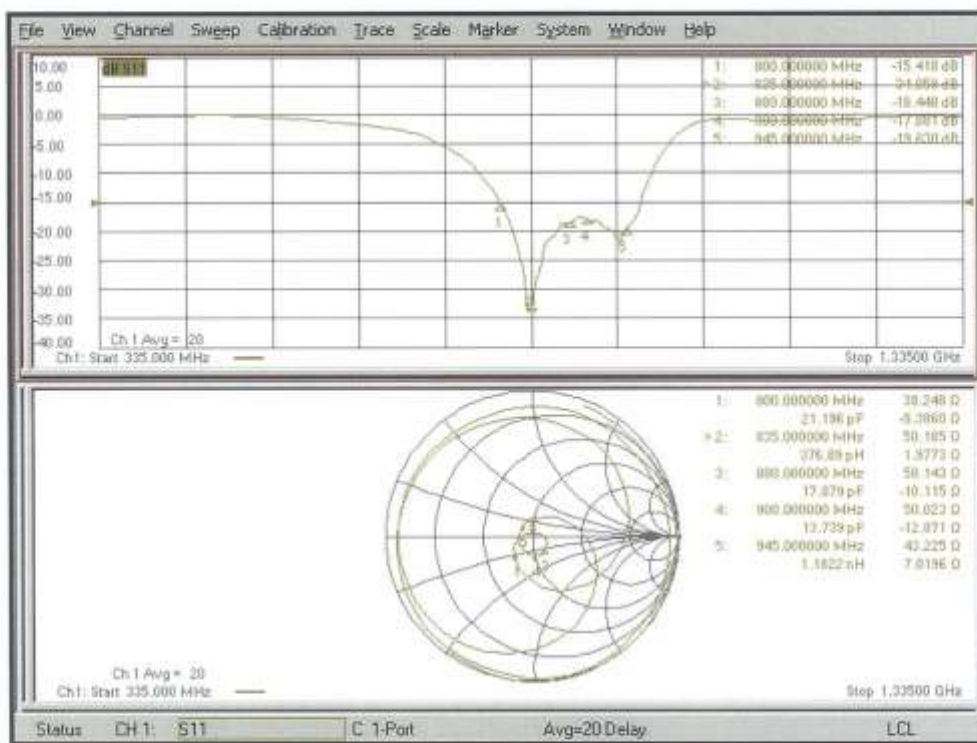 File View Channel Sweep Calibration Trace Scale Marker System Window Help
10.00
5.00
0.00
-5.00
-10.00
-15.00
-20.00
-25.00
-30.00
-35.00
-40.00
dB S11
1: 800.000000 MHz -15.418 dB
>2: 835.000000 MHz
3: 880.000000 MHz -18.448 dB
4: 900.000000 MHz
5: 945.000000 MHz -19.630 dB
1
3
4
5
Ch 1 Avg = 20
Ch1: Start 335.000 MHz
Stop 1.33500 GHz
1: 800.000000 MHz 38.248 Ω
21.196 pF -9.3860 Ω
>2: 835.000000 MHz 50.185 Ω
376.89 pH 1.9773 Ω
3: 880.000000 MHz 58.143 Ω
17.879 pF -10.115 Ω
4: 900.000000 MHz 50.023 Ω
13.739 pF -12.871 Ω
5: 945.000000 MHz 43.225 Ω
1.1822 nH 7.0196 Ω
Ch 1 Avg = 20
Ch1: Start 335.000 MHz
Stop 1.33500 GHz
Status CH 1: S11 C 1-Port Avg=20 Delay LCL